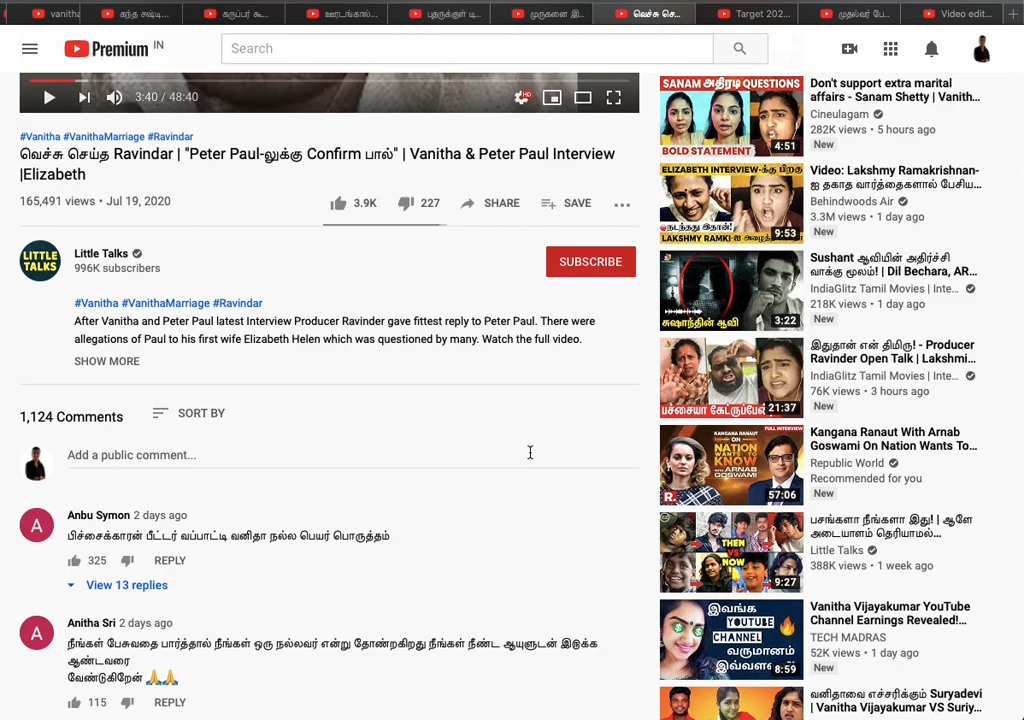 vanitha
கந்த சஷ்டி...
கருப்பர் கூ...
ஊரடங்கால்...
புதருக்குள் டி...
முருகனை இ...
வெச்சு செ...
Target 202...
முதல்வர் பே...
Video edit...
Premium IN
Search
3:40 / 48:40
HD
#Vanitha #VanithaMarriage #Ravindar
வெச்சு செய்த Ravindar | "Peter Paul-லுக்கு Confirm பால்" | Vanitha & Peter Paul Interview
|Elizabeth
165,491 views • Jul 19, 2020
3.9K
227
SHARE
SAVE
LITTLE
TALKS
Little Talks
996K subscribers
SUBSCRIBE
#Vanitha #VanithaMarriage #Ravindar
After Vanitha and Peter Paul latest Interview Producer Ravinder gave fittest reply to Peter Paul. There were
allegations of Paul to his first wife Elizabeth Helen which was questioned by many. Watch the full video.
SHOW MORE
1,124 Comments
SORT BY
Add a public comment...
A
Anbu Symon 2 days ago
பிச்சைக்காரன் பீட்டர் வப்பாட்டி வனிதா நல்ல பெயர் பொருத்தம்
325
REPLY
View 13 replies
A
Anitha Sri 2 days ago
நீங்கள் பேசுவதை பார்த்தால் நீங்கள் ஒரு நல்லவர் என்று தோண்றகிறது நீங்கள் நீண்ட ஆயுளுடன் இடுக்க
ஆண்டவரை
வேண்டுகிறேன் 🙏🙏
115
REPLY
SANAM அதிரடி QUESTIONS
BOLD STATEMENT
4:51
Don't support extra marital
affairs - Sanam Shetty | Vanith...
Cineulagam
282K views • 5 hours ago
New
ELIZABETH INTERVIEW-க்கு பிறகு
நடந்தது இதான்!
LAKSHMY RAMKI-ஐ
9:53
Video: Lakshmy Ramakrishnan-
ஐ தகாத வார்த்தைகளால் பேசிய...
Behindwoods Air
3.3M views • 1 day ago
New
சுஷாந்தின் ஆவி
3:22
Sushant ஆவியின் அதிர்ச்சி
வாக்கு மூலம்! | Dil Bechara, AR...
IndiaGlitz Tamil Movies | Inte...
218K views • 1 day ago
New
பச்சையா கேட்ருப்பேன்
21:37
இதுதான் என் திமிரு! - Producer
Ravinder Open Talk | Lakshmi...
IndiaGlitz Tamil Movies | Inte...
76K views • 3 hours ago
New
KANGANA RANAUT
ON
NATION
WANTS TO
KNOW
WITH ARNAB
GOSWAMI
FULL INTERVIEW
R.
57:06
Kangana Ranaut With Arnab
Goswami On Nation Wants To...
Republic World
Recommended for you
New
THEN
VS
NOW
9:27
பசங்களா நீங்களா இது! | ஆளே
அடையாளம் தெரியாமல்...
Little Talks
388K views • 1 week ago
இவங்க
YOUTUBE
CHANNEL
வருமானம்
8:59
Vanitha Vijayakumar YouTube
Channel Earnings Revealed!...
TECH MADRAS
52K views • 1 day ago
New
வனிதாவை எச்சரிக்கும் Suryadevi
| Vanitha Vijayakumar VS Suriy...